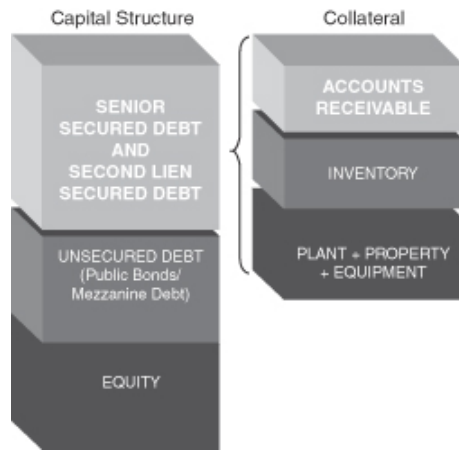 Capital Structure
SENIOR
SECURED DEBT
AND
SECOND LIEN
SECURED DEBT
UNSECURED DEBT
(Public Bonds/
Mezzanine Debt)
EQUITY
Collateral
ACCOUNTS
RECEIVABLE
INVENTORY
PLANT + PROPERTY
+ EQUIPMENT